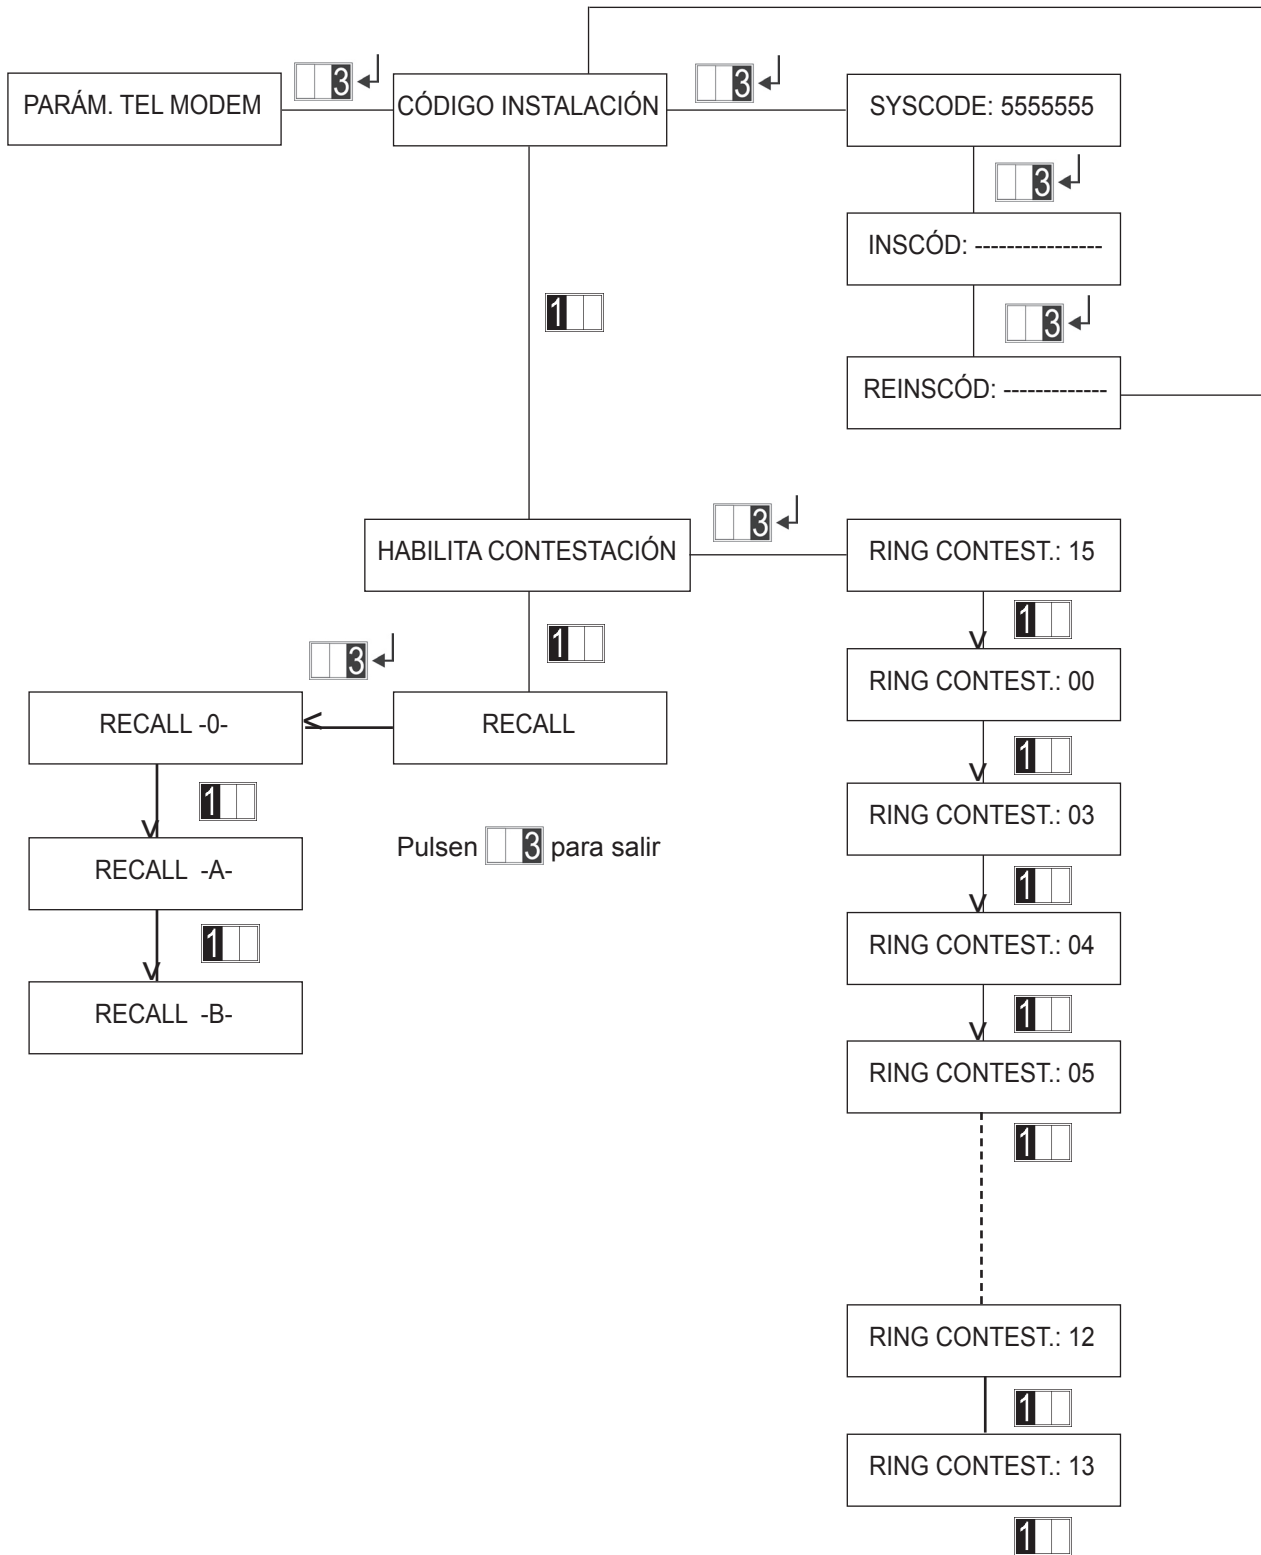 3
3
PARÁM. TEL MODEM
CÓDIGO INSTALACIÓN
SYSCODE: 5555555
3
INSCÓD: ----------------
1
3
REINSCÓD: -------------
3
HABILITA CONTESTACIÓN
RING CONTEST.: 15
1
1
3
RING CONTEST.: 00
RECALL -0-
RECALL
1
1
RING CONTEST.: 03
Pulsen 3 para salir
RECALL -A-
1
1
RING CONTEST.: 04
RECALL -B-
1
RING CONTEST.: 05
1
RING CONTEST.: 12
1
RING CONTEST.: 13
1